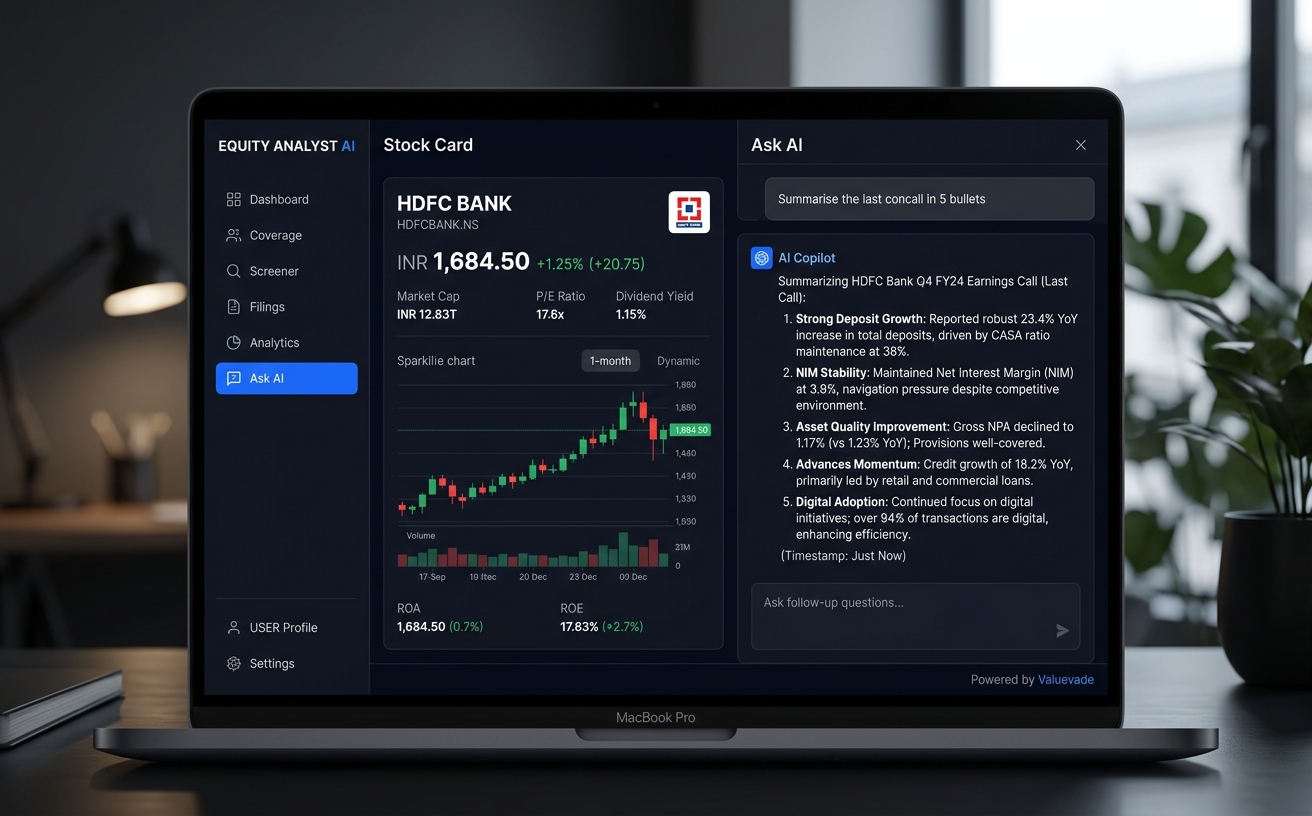 EQUITY ANALYST AI
Dashboard
Coverage
Screener
Filings
Analytics
Ask AI
USER Profile
Settings
Stock Card
HDFC BANK
HDFCBANK.NS
INR 1,684.50 +1.25% (+20.75)
Market Cap P/E Ratio Dividend Yield
INR 12.83T 17.6x 1.15%
Sparkllie chart 1-month Dynamic
1,880
1,680
1,684 50
1,480
1,430
1,330
1,550
Volume
21M
0
17-Sep 19 20 Dec 23 Dec 09 Dec
ROA ROE
1,684.50 (0.7%) 17.83% (+2.7%)
Ask AI
Summarise the last concall in 5 bullets
AI Copilot
Summarizing HDFC Bank Q4 FY24 Earnings Call (Last
Call):
1. Strong Deposit Growth: Reported robust 23.4% YoY
increase in total deposits, driven by CASA ratio
maintenance at 38%.
2. NIM Stability: Maintained Net Interest Margin (NIM)
at 3.8%, navigation pressure despite competitive
environment.
3. Asset Quality Improvement: Gross NPA declined to
1.17% (vs 1.23% YoY); Provisions well-covered.
4. Advances Momentum: Credit growth of 18.2% YoY,
primarily led by retail and commercial loans.
5. Digital Adoption: Continued focus on digital
initiatives; over 94% of transactions are digital,
enhancing efficiency.
(Timestamp: Just Now)
Ask follow-up questions...
Powered by Valuevade
MacBook Pro